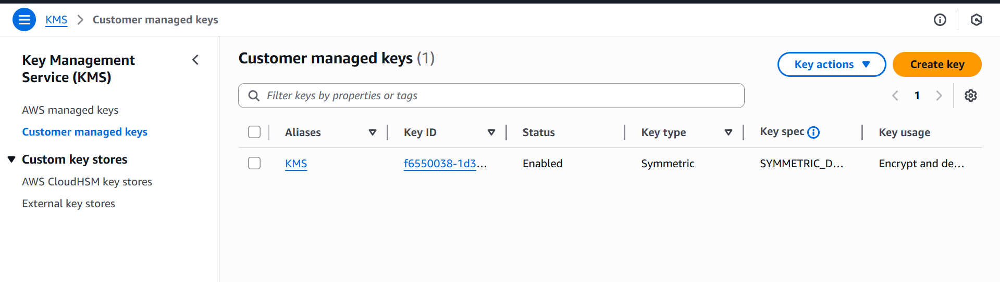 KMS > Customer managed keys
Key Management
Service (KMS)
AWS managed keys
Customer managed keys
Custom key stores
AWS CloudHSM key stores
External key stores
Customer managed keys (1)
Key actions
Create key
Filter keys by properties or tags
1
Aliases Key ID Status Key type Key spec Key usage
KMS f6550038-1d3... Enabled Symmetric SYMMETRIC_D... Encrypt and de...